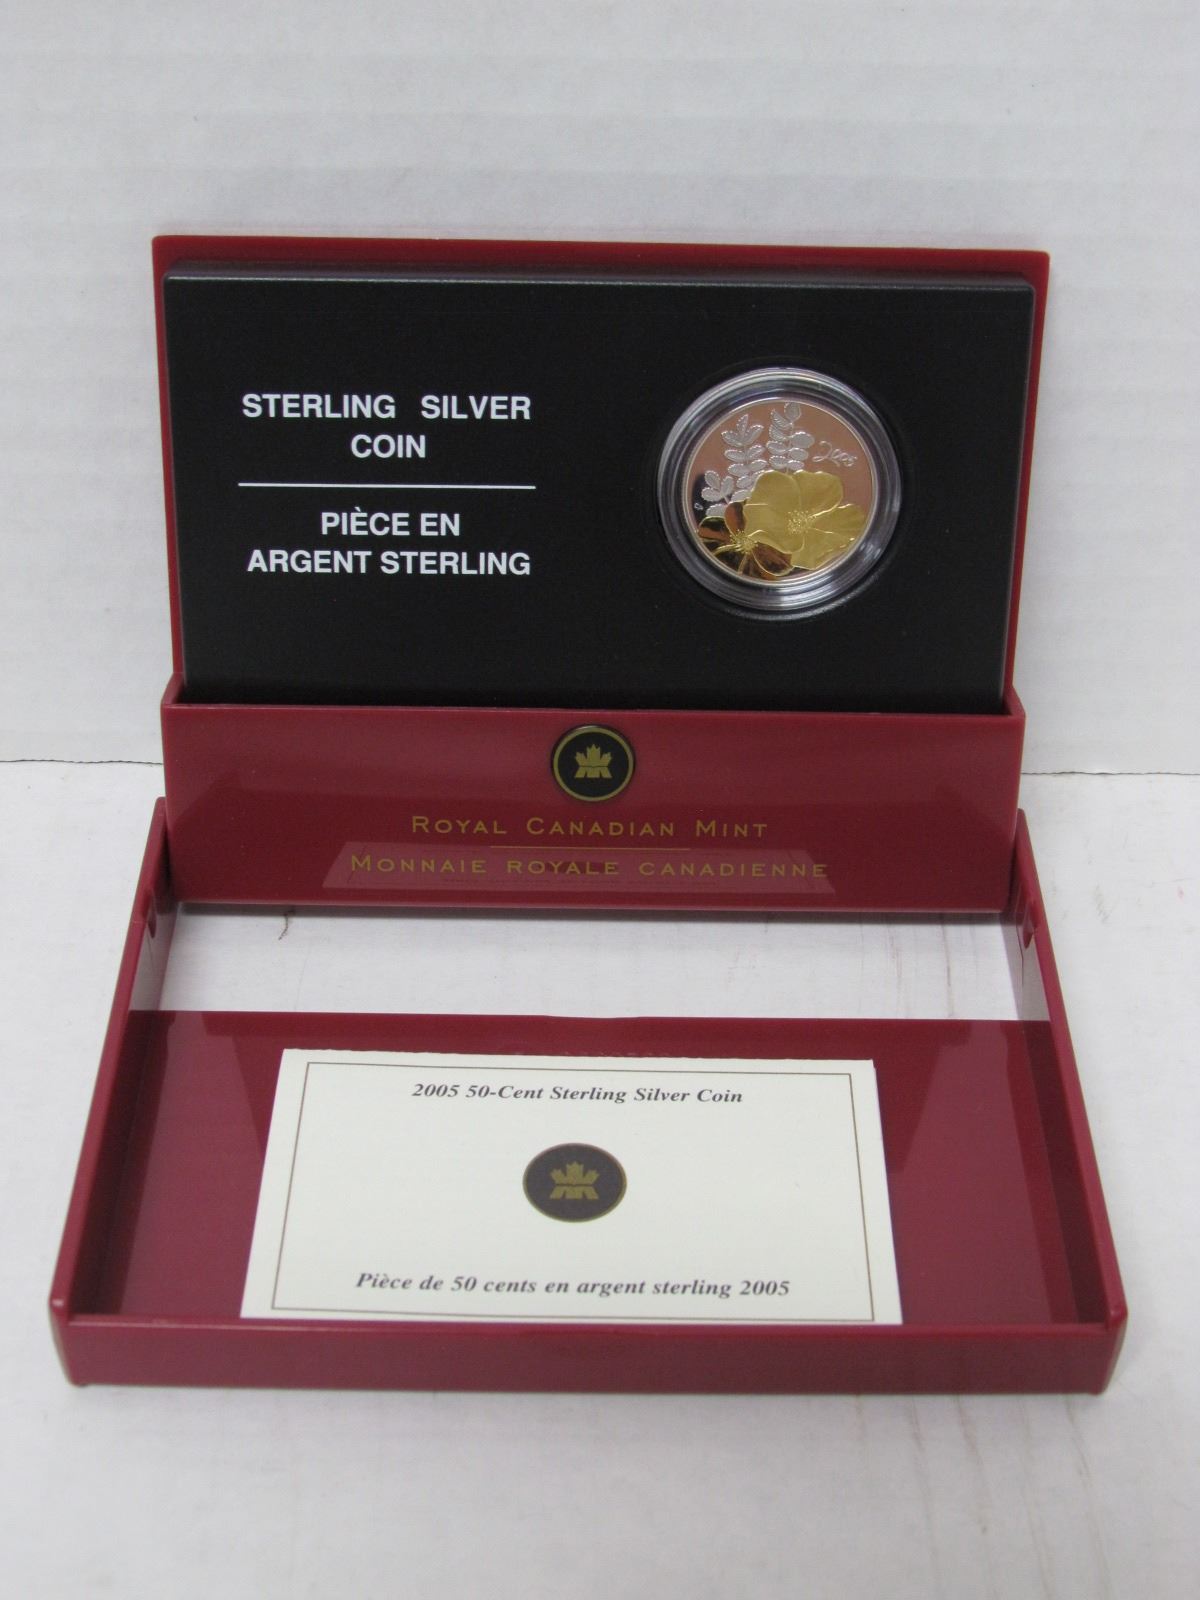 STERLING SILVER
COIN
PIÈCE EN
ARGENT STERLING
2005
ROYAL CANADIAN MINT
MONNAIE ROYALE CANADIENNE
2005 50-Cent Sterling Silver Coin
Pièce de 50 cents en argent sterling 2005